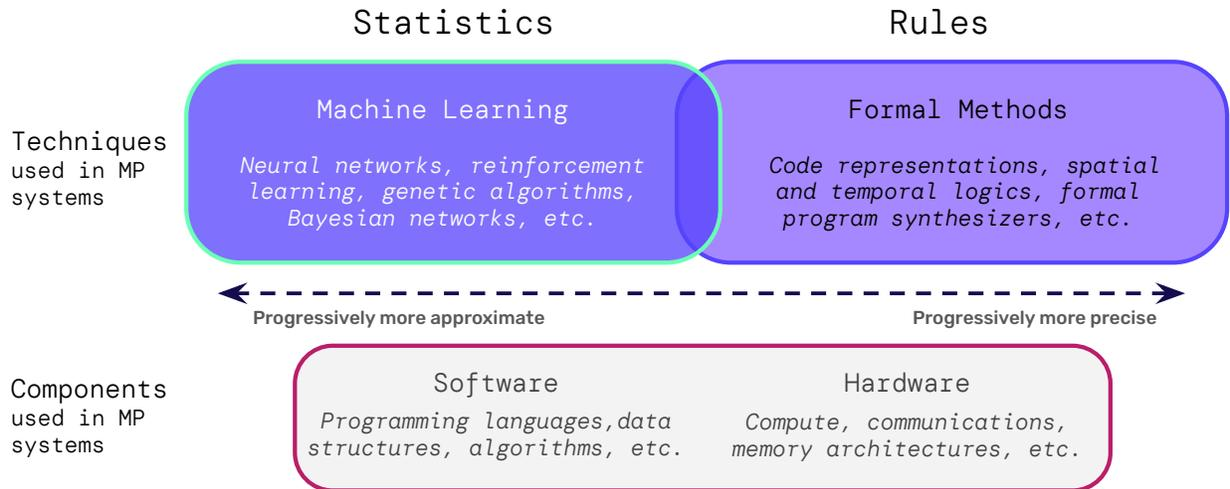 Statistics
Rules
Techniques
used in MP
systems
Machine Learning
Neural networks, reinforcement
learning, genetic algorithms,
Bayesian networks, etc.
Formal Methods
Code representations, spatial
and temporal logics, formal
program synthesizers, etc.
Progressively more approximate
Progressively more precise
Components
used in MP
systems
Software
Programming languages,data
structures, algorithms, etc.
Hardware
Compute, communications,
memory architectures, etc.